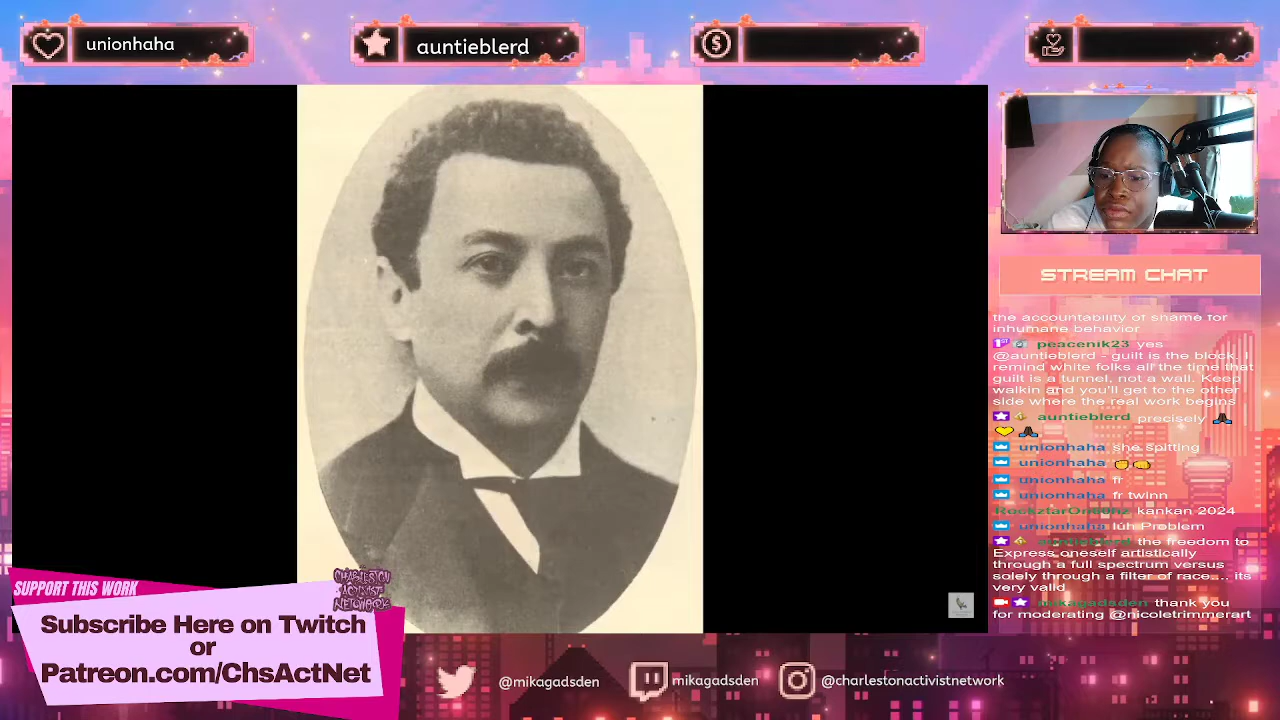 unionhaha
auntieblerd
STREAM CHAT
the accountability of shame for
inhumane behavior
peacenik23 yes
@auntieblerd - guilt is the block. I
remind white folks all the time that
guilt is a tunnel, not a wall. Keep
walkin and you'll get to the other
side where the real work begins
auntieblerd precisely
unionhaha she spitting
unionhaha
unionhaha fr
unionhaha fr twinn
kankan 2024
unionhaha luh Problem
auntieblerd the freedom to
Express oneself artistically
through a full spectrum versus
solely through a filter of race.... its
very valid
mikagadsden thank you
for moderating @nicoletrimmerart
SUPPORT THIS WORK
CHARLESTON
ACTIVIST
NETWORK
Subscribe Here on Twitch
or
Patreon.com/ChsActNet
@mikagadsden
mikagadsden
@charlestonactivistnetwork